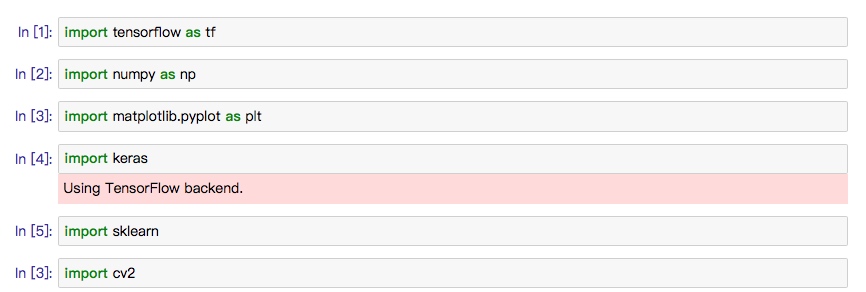 In [1]: import tensorflow as tf
In [2]: import numpy as np
In [3]: import matplotlib.pyplot as plt
In [4]: import keras
Using TensorFlow backend.
In [5]: import sklearn
In [3]: import cv2